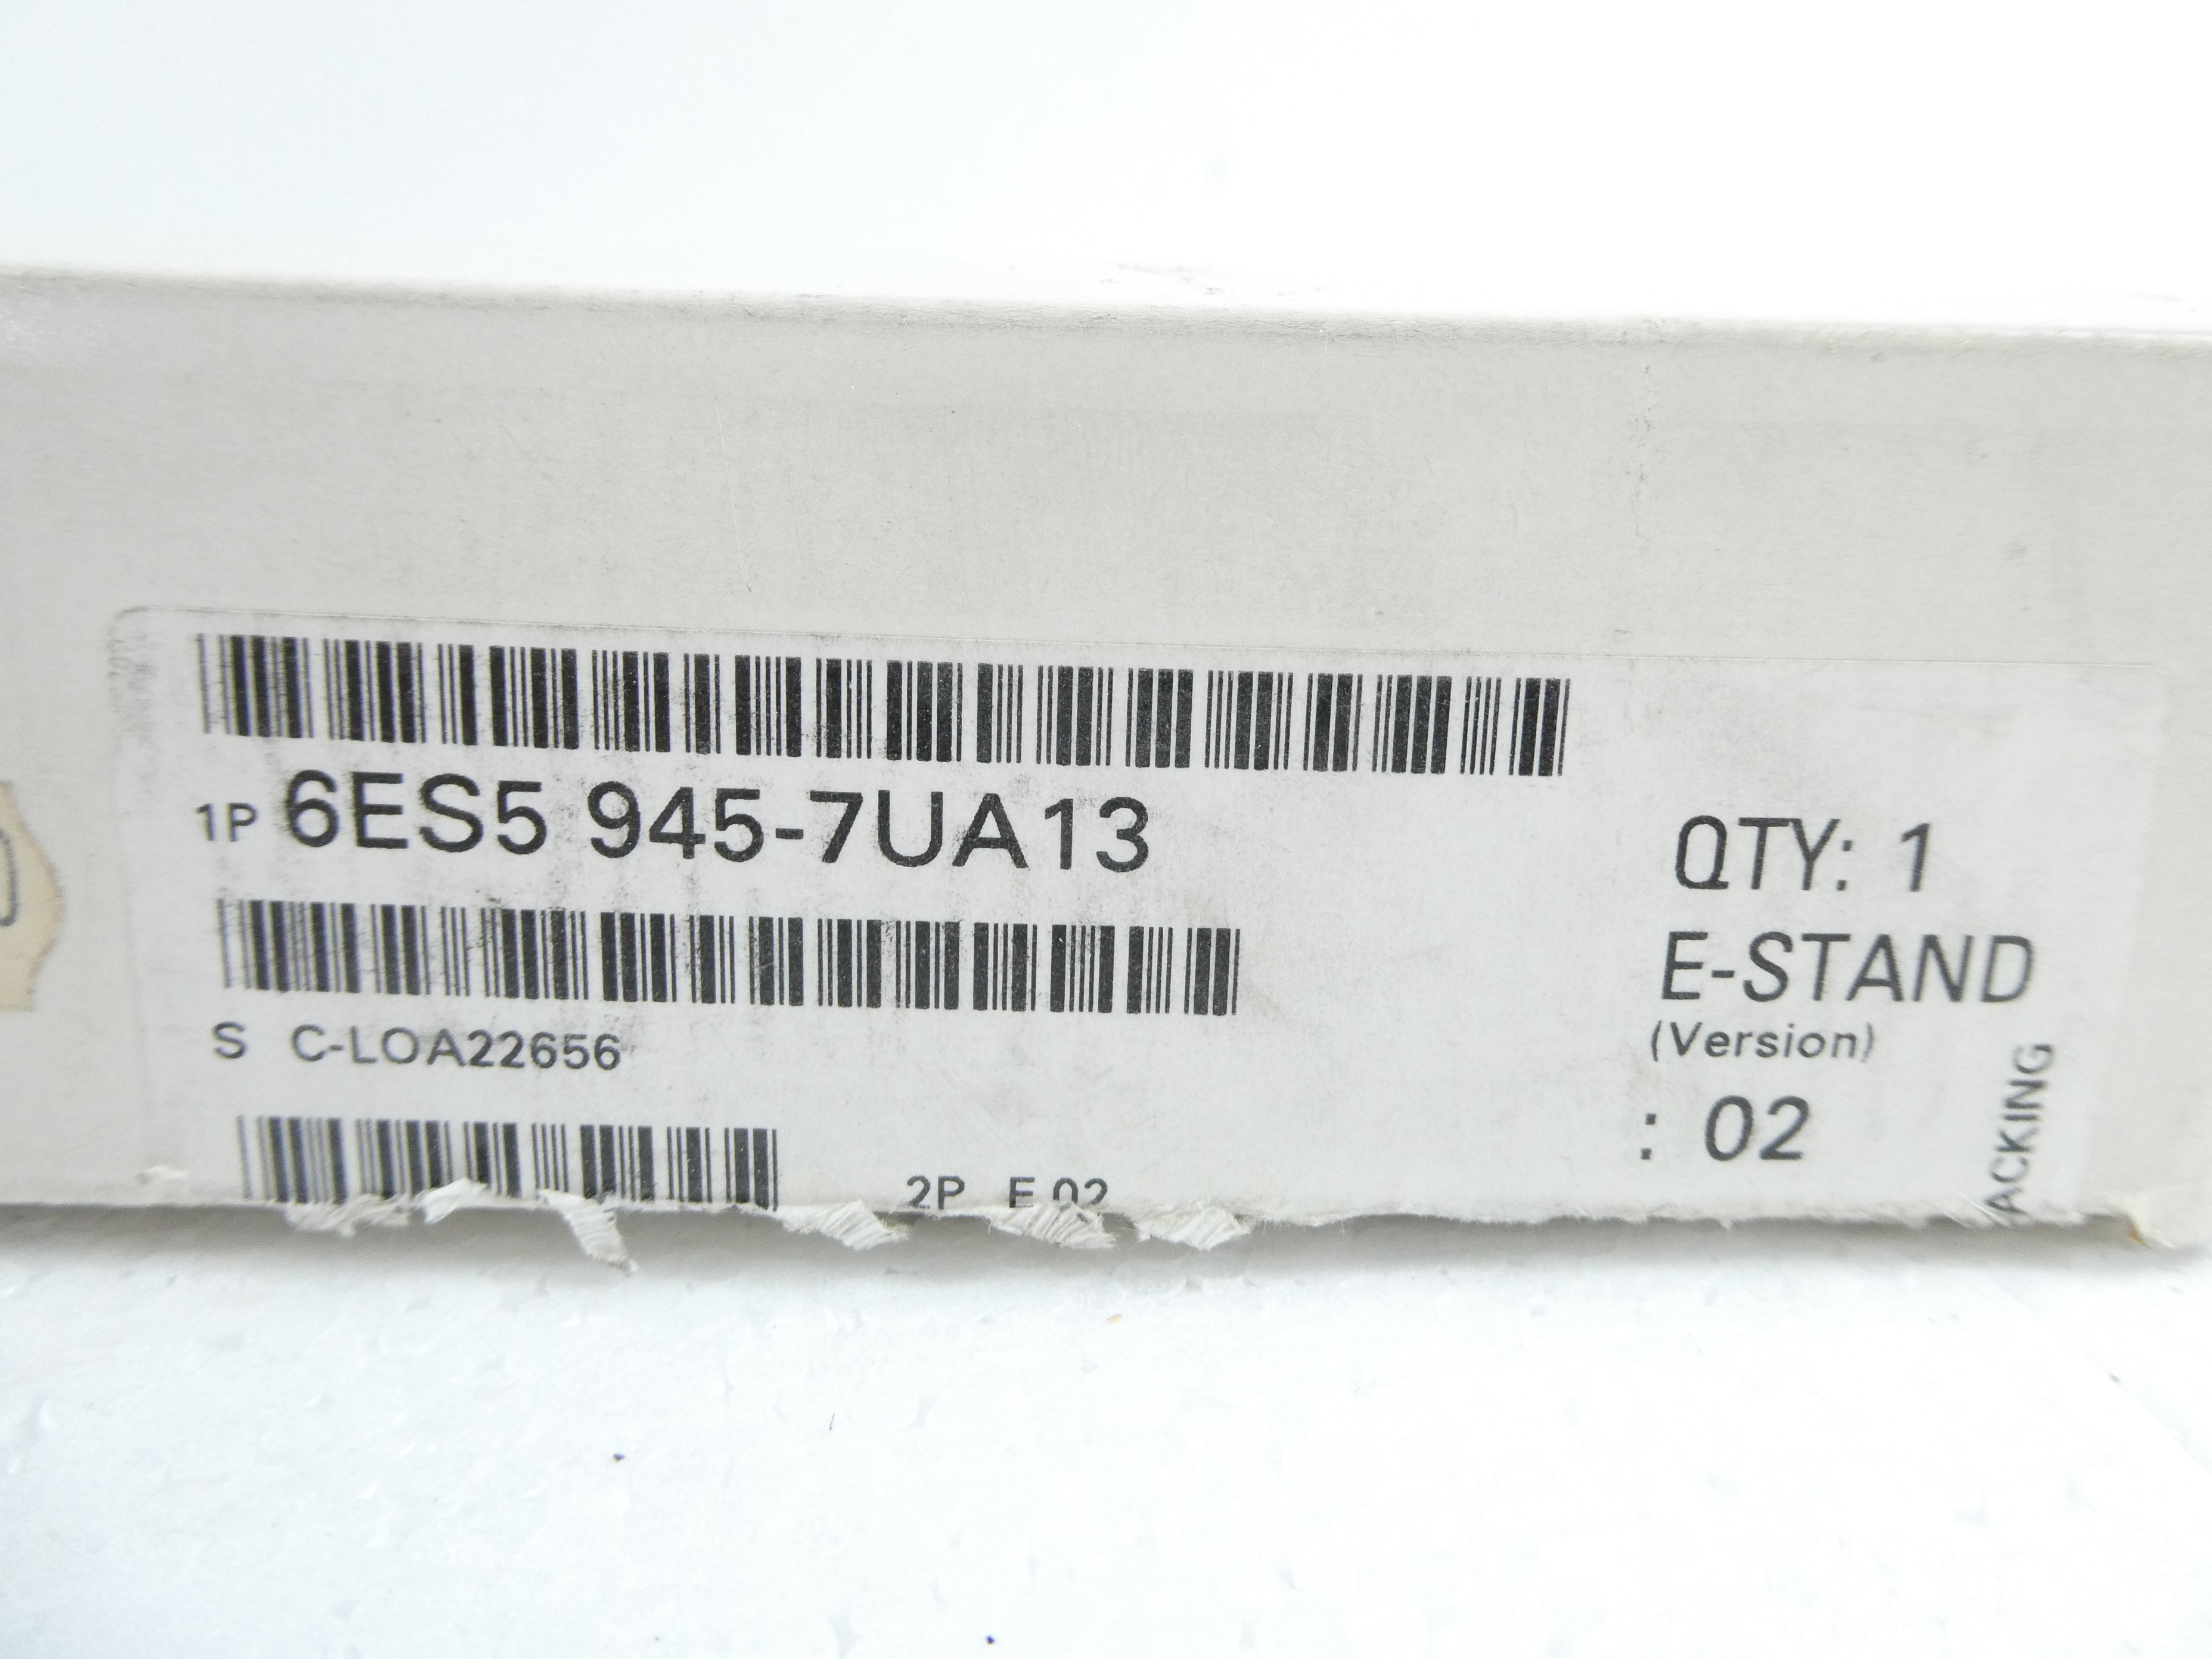 1P 6ES5 945-7UA13
S C-LOA22656
2P E 02
QTY: 1
E-STAND
(Version)
: 02
ACKING